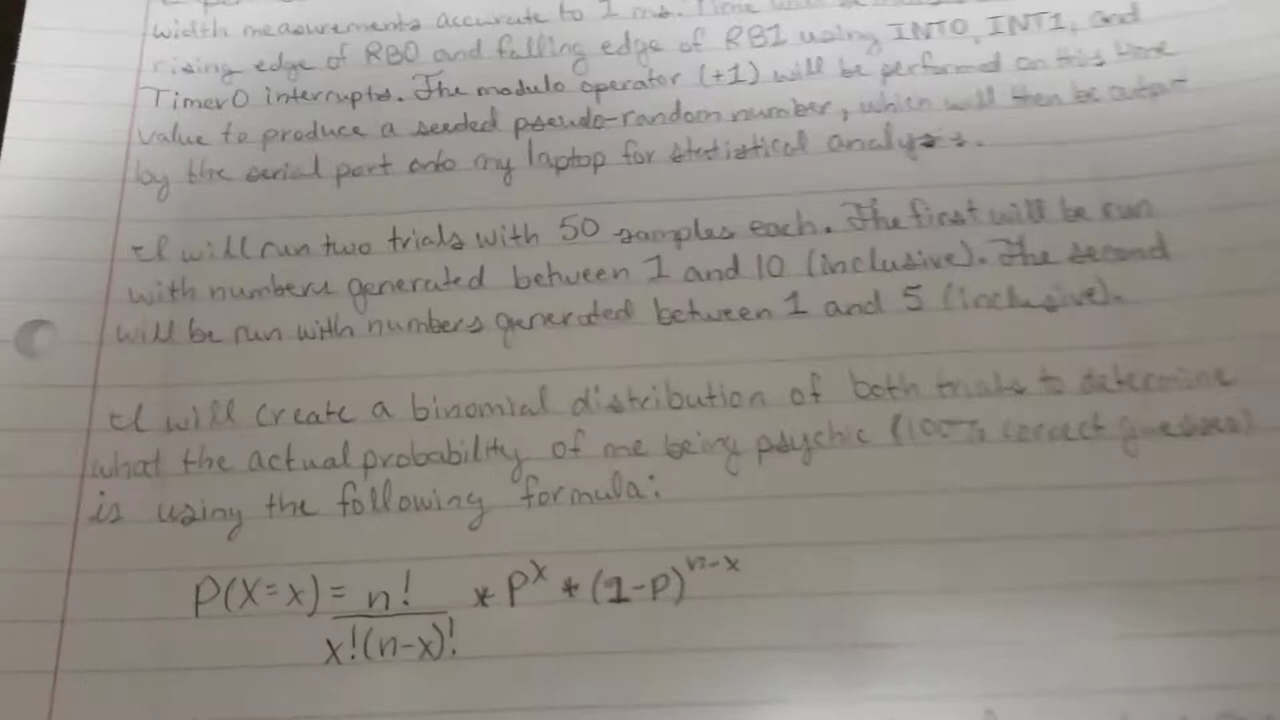 width measurements accurate to 1 ms. Time will be
rising edge of RB0 and falling edge of RB1 using INT0, INT1, and
Timer0 interrupts. The modulo operator (+1) will be performed on this time
value to produce a seeded pseudo-random number, which will then be output
by the serial port onto my laptop for statistical analysis.
I will run two trials with 50 samples each. The first will be run
with numbers generated between 1 and 10 (inclusive). The second
will be run with numbers generated between 1 and 5 (inclusive).
I will create a binomial distribution of both trials to determine
what the actual probability of me being psychic (100% correct guesses)
is using the following formula:
P(X=x) = n! * p^x * (1-p)^n-x
x!(n-x)!